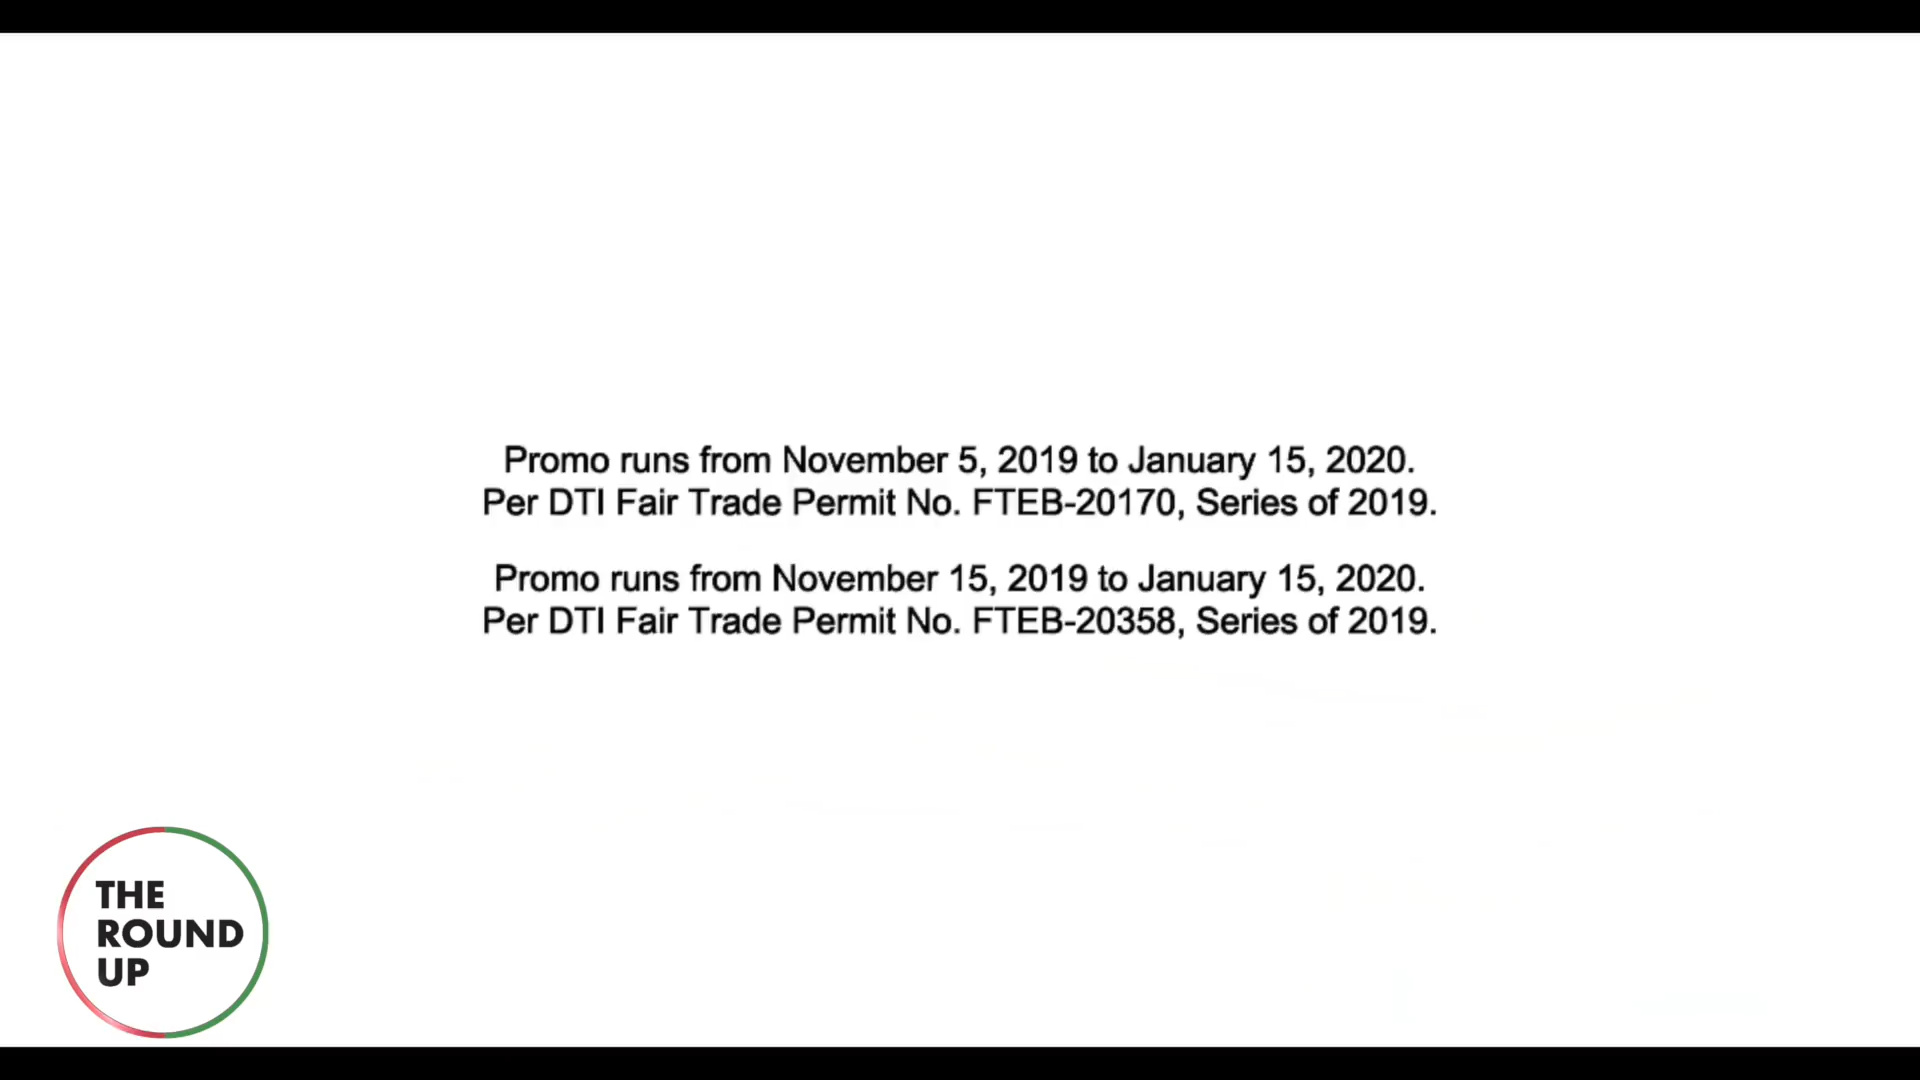 Promo runs from November 5, 2019 to January 15, 2020.
Per DTI Fair Trade Permit No. FTEB-20170, Series of 2019.
Promo runs from November 15, 2019 to January 15, 2020.
Per DTI Fair Trade Permit No. FTEB-20358, Series of 2019.
THE
ROUND
UP